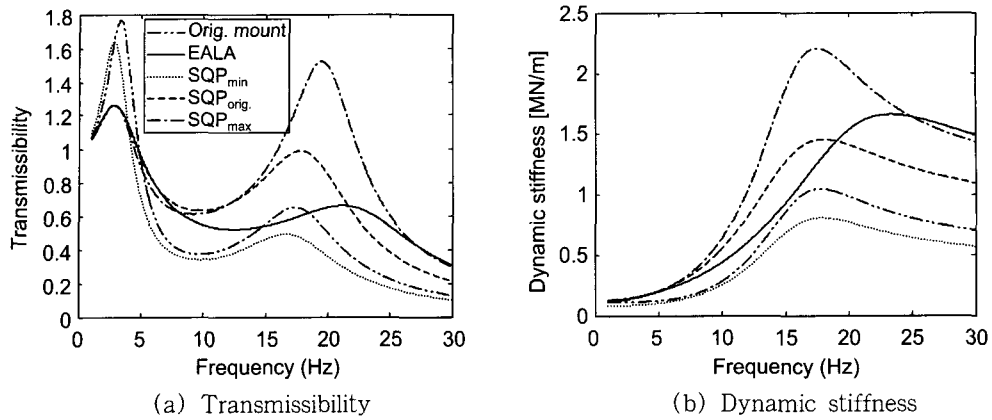 Transmissibility
1.8
1.6
1.4
1.2
1
0.8
0.6
0.4
0.2
0
0 5 10 15 20 25 30
Frequency (Hz)
Orig. mount
EALA
SQPmin
SQPorig.
SQPmax
(a) Transmissibility
Dynamic stiffness [MN/m]
2.5
2
1.5
1
0.5
0
0 5 10 15 20 25 30
Frequency (Hz)
(b) Dynamic stiffness